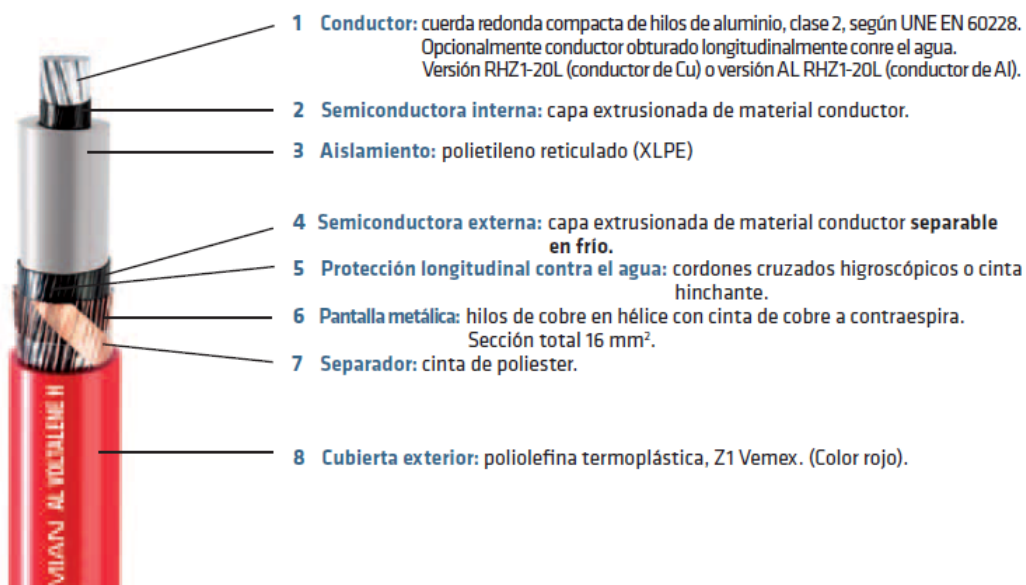 1 Conductor: cuerda redonda compacta de hilos de aluminio, clase 2, según UNE EN 60228.
Opcionalmente conductor obturado longitudinalmente conre el agua.
Versión RHZ1-20L (conductor de Cu) o versión AL RHZ1-20L (conductor de Al).
2 Semiconductora interna: capa extrusionada de material conductor.
3 Aislamiento: polietileno reticulado (XLPE)
4 Semiconductora externa: capa extrusionada de material conductor separable
en frío.
5 Protección longitudinal contra el agua: cordones cruzados higroscópicos o cinta
hinchante.
6 Pantalla metálica: hilos de cobre en hélice con cinta de cobre a contraespira.
Sección total 16 mm².
7 Separador: cinta de poliester.
8 Cubierta exterior: poliolefina termoplástica, Z1 Vemex. (Color rojo).
MIAN AL VOLTALENE H